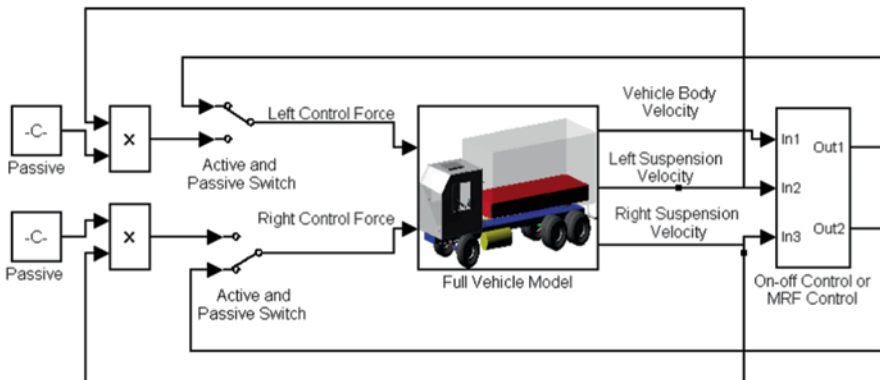 Vehicle Body
Velocity
-C-
Passive
X
Left Control Force
Active and
Passive Switch
Left Suspension
Velocity
In1
Out1
In2
In3
Out2
-C-
Passive
X
Right Control Force
Active and
Passive Switch
Right Suspension
Velocity
Full Vehicle Model
On-off Control or
MRF Control